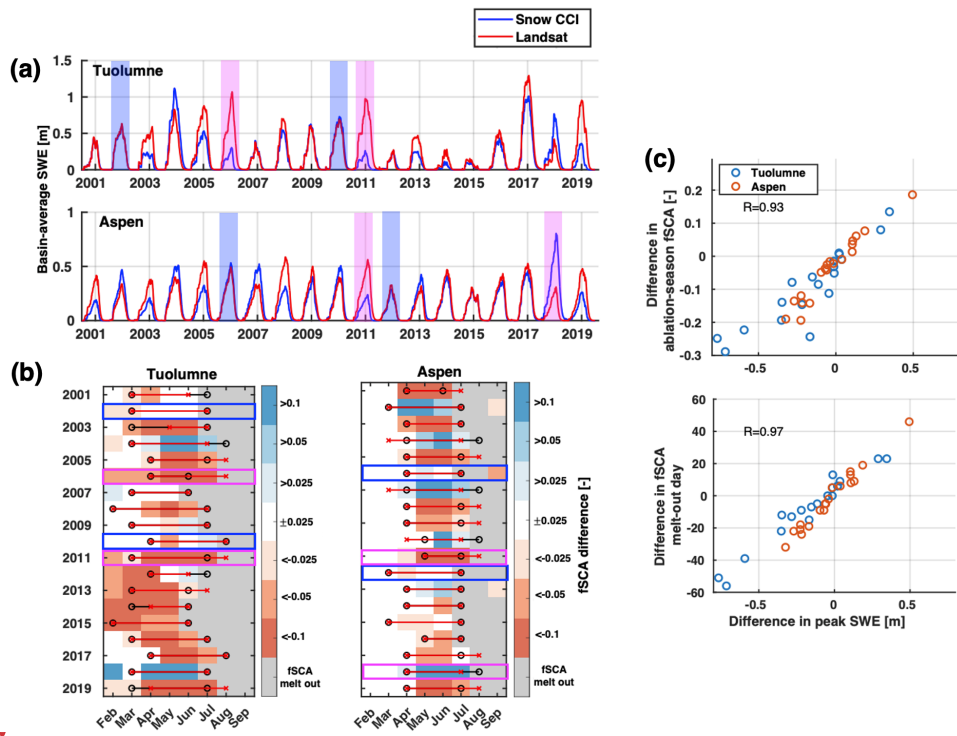 Snow CCI
Landsat
(a)
Tuolumne
1.5
1
0.5
0
2001 2003 2005 2007 2009 2011 2013 2015 2017 2019
Basin-average SWE [m]
Aspen
1
0.5
0
2001 2003 2005 2007 2009 2011 2013 2015 2017 2019
(b)
Tuolumne
2001
2003
2005
2007
2009
2011
2013
2015
2017
2019
Feb Mar Apr May Jun Jul Aug Sep
>0.1
>0.05
>0.025
±0.025
<-0.025
<-0.05
<-0.1
fSCA
melt out
Aspen
Feb Mar Apr May Jun Jul Aug Sep
>0.1
>0.05
>0.025
±0.025
<-0.025
<-0.05
<-0.1
fSCA
melt out
fSCA difference [-]
(c)
Tuolumne
Aspen
R=0.93
0.2
0.1
0
-0.1
-0.2
-0.3
-0.5 0 0.5
Difference in
ablation-season fSCA [-]
R=0.97
60
40
20
0
-20
-40
-60
-0.5 0 0.5
Difference in fSCA
melt-out day
Difference in peak SWE [m]